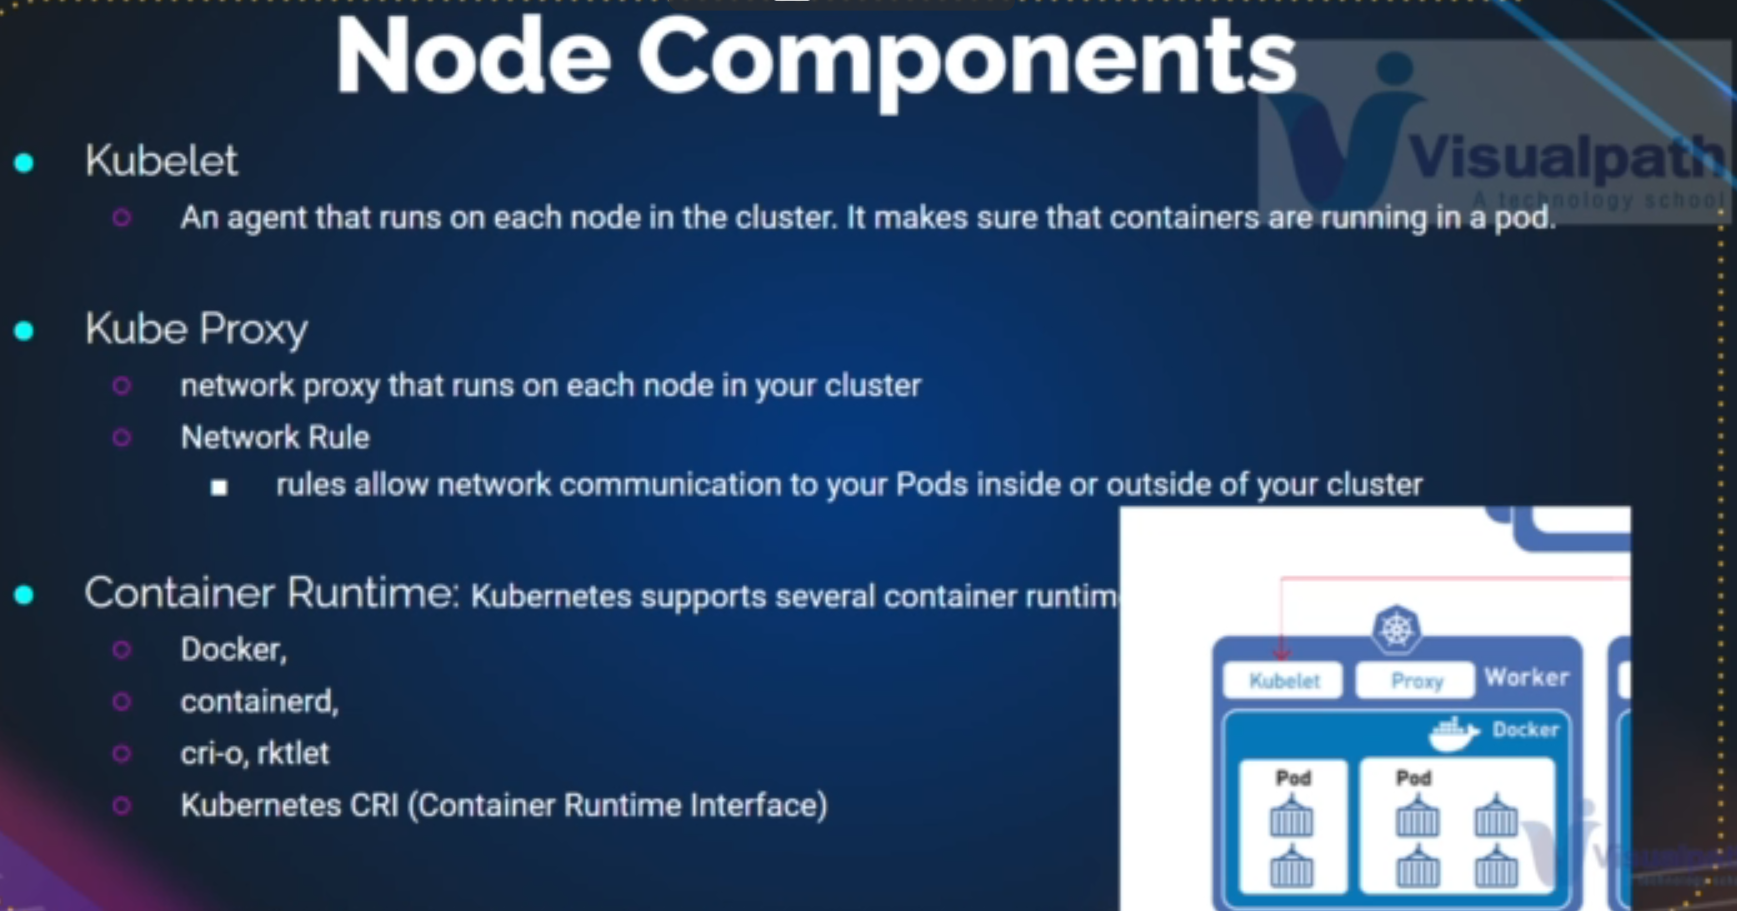 Node Components
Visualpath
A technology school
Kubelet
An agent that runs on each node in the cluster. It makes sure that containers are running in a pod.
Kube Proxy
network proxy that runs on each node in your cluster
Network Rule
rules allow network communication to your Pods inside or outside of your cluster
Container Runtime: Kubernetes supports several container runtim
Docker,
containerd,
cri-o, rktlet
Kubernetes CRI (Container Runtime Interface)
Kubelet
Proxy
Worker
Docker
Pod
Pod